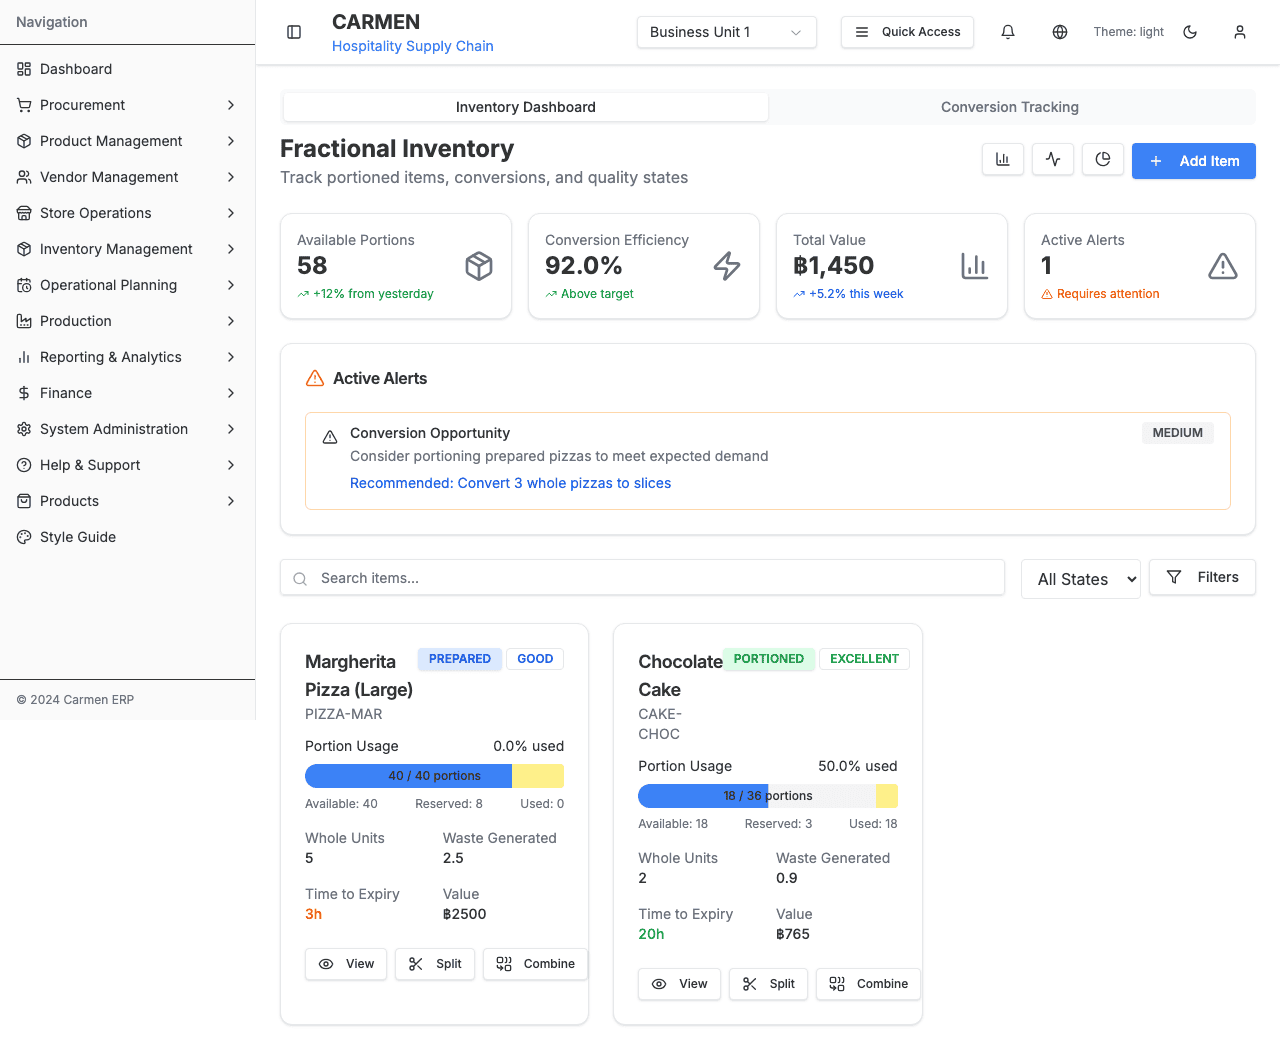 Navigation
Dashboard
Procurement
Product Management
Vendor Management
Store Operations
Inventory Management
Operational Planning
Production
Reporting & Analytics
Finance
System Administration
Help & Support
Products
Style Guide
© 2024 Carmen ERP
CARMEN
Hospitality Supply Chain
Business Unit 1
Quick Access
Theme: light
Inventory Dashboard
Conversion Tracking
Fractional Inventory
Track portioned items, conversions, and quality states
Add Item
Available Portions
58
+12% from yesterday
Conversion Efficiency
92.0%
Above target
Total Value
฿1,450
+5.2% this week
Active Alerts
1
Requires attention
Active Alerts
Conversion Opportunity
MEDIUM
Consider portioning prepared pizzas to meet expected demand
Recommended: Convert 3 whole pizzas to slices
Search items...
All States
Filters
Margherita
Pizza (Large)
PREPARED
GOOD
PIZZA-MAR
Portion Usage
0.0% used
40 / 40 portions
Available: 40
Reserved: 8
Used: 0
Whole Units
5
Waste Generated
2.5
Time to Expiry
3h
Value
฿2500
View
Split
Combine
Chocolate
Cake
PORTIONED
EXCELLENT
CAKE-
CHOC
Portion Usage
50.0% used
18 / 36 portions
Available: 18
Reserved: 3
Used: 18
Whole Units
2
Waste Generated
0.9
Time to Expiry
20h
Value
฿765
View
Split
Combine